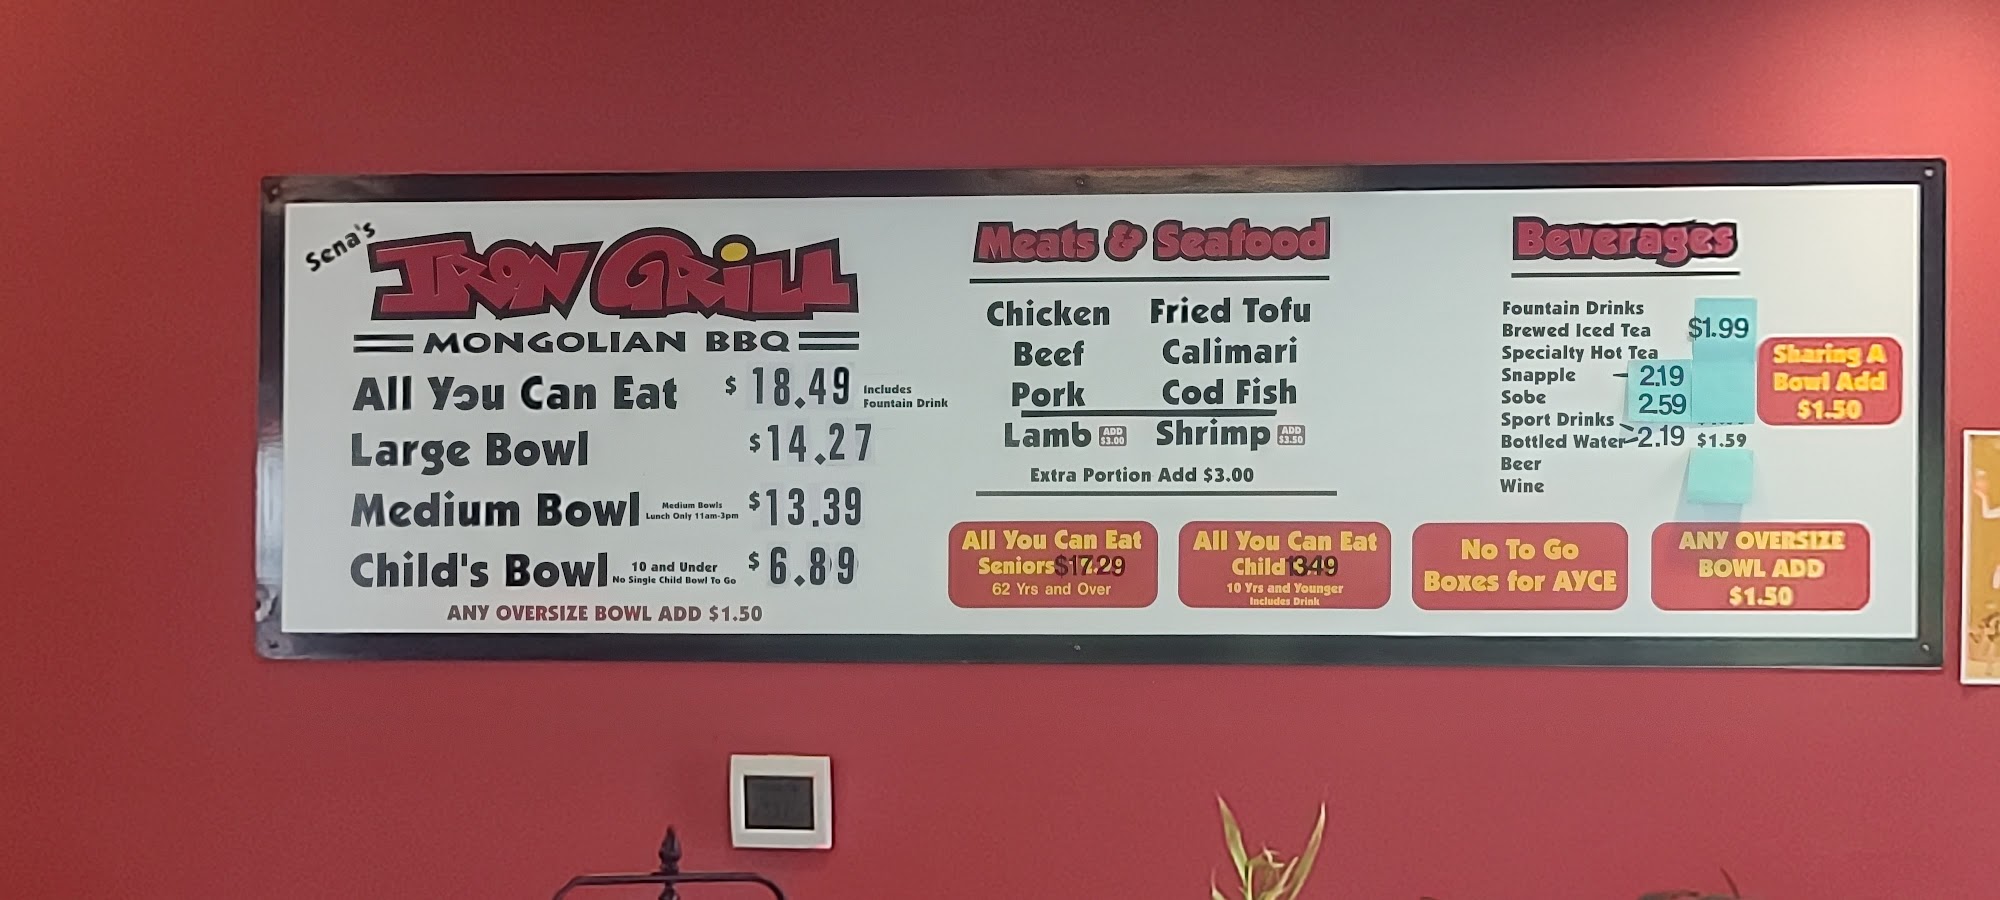 Sena's
IRON GRILL
MONGOLIAN BBQ
All You Can Eat $ 18.49 Includes Fountain Drink
Large Bowl $14.27
Medium Bowl Medium Bowls Lunch Only 11am-3pm $13.39
Child's Bowl 10 and Under No Single Child Bowl To Go $ 6.89
ANY OVERSIZE BOWL ADD $1.50
Meats & Seafood
Chicken Fried Tofu
Beef Calimari
Pork Cod Fish
Lamb ADD $3.00 Shrimp ADD $3.50
Extra Portion Add $3.00
All You Can Eat
Seniors $17.29
62 Yrs and Over
All You Can Eat
Child 13.49
10 Yrs and Younger
Includes Drink
No To Go
Boxes for AYCE
Beverages
Fountain Drinks
Brewed Iced Tea $1.99
Specialty Hot Tea
Snapple 2.19
Sobe 2.59
Sport Drinks
Bottled Water 2.19 $1.59
Beer
Wine
Sharing A
Bowl Add
$1.50
ANY OVERSIZE
BOWL ADD
$1.50